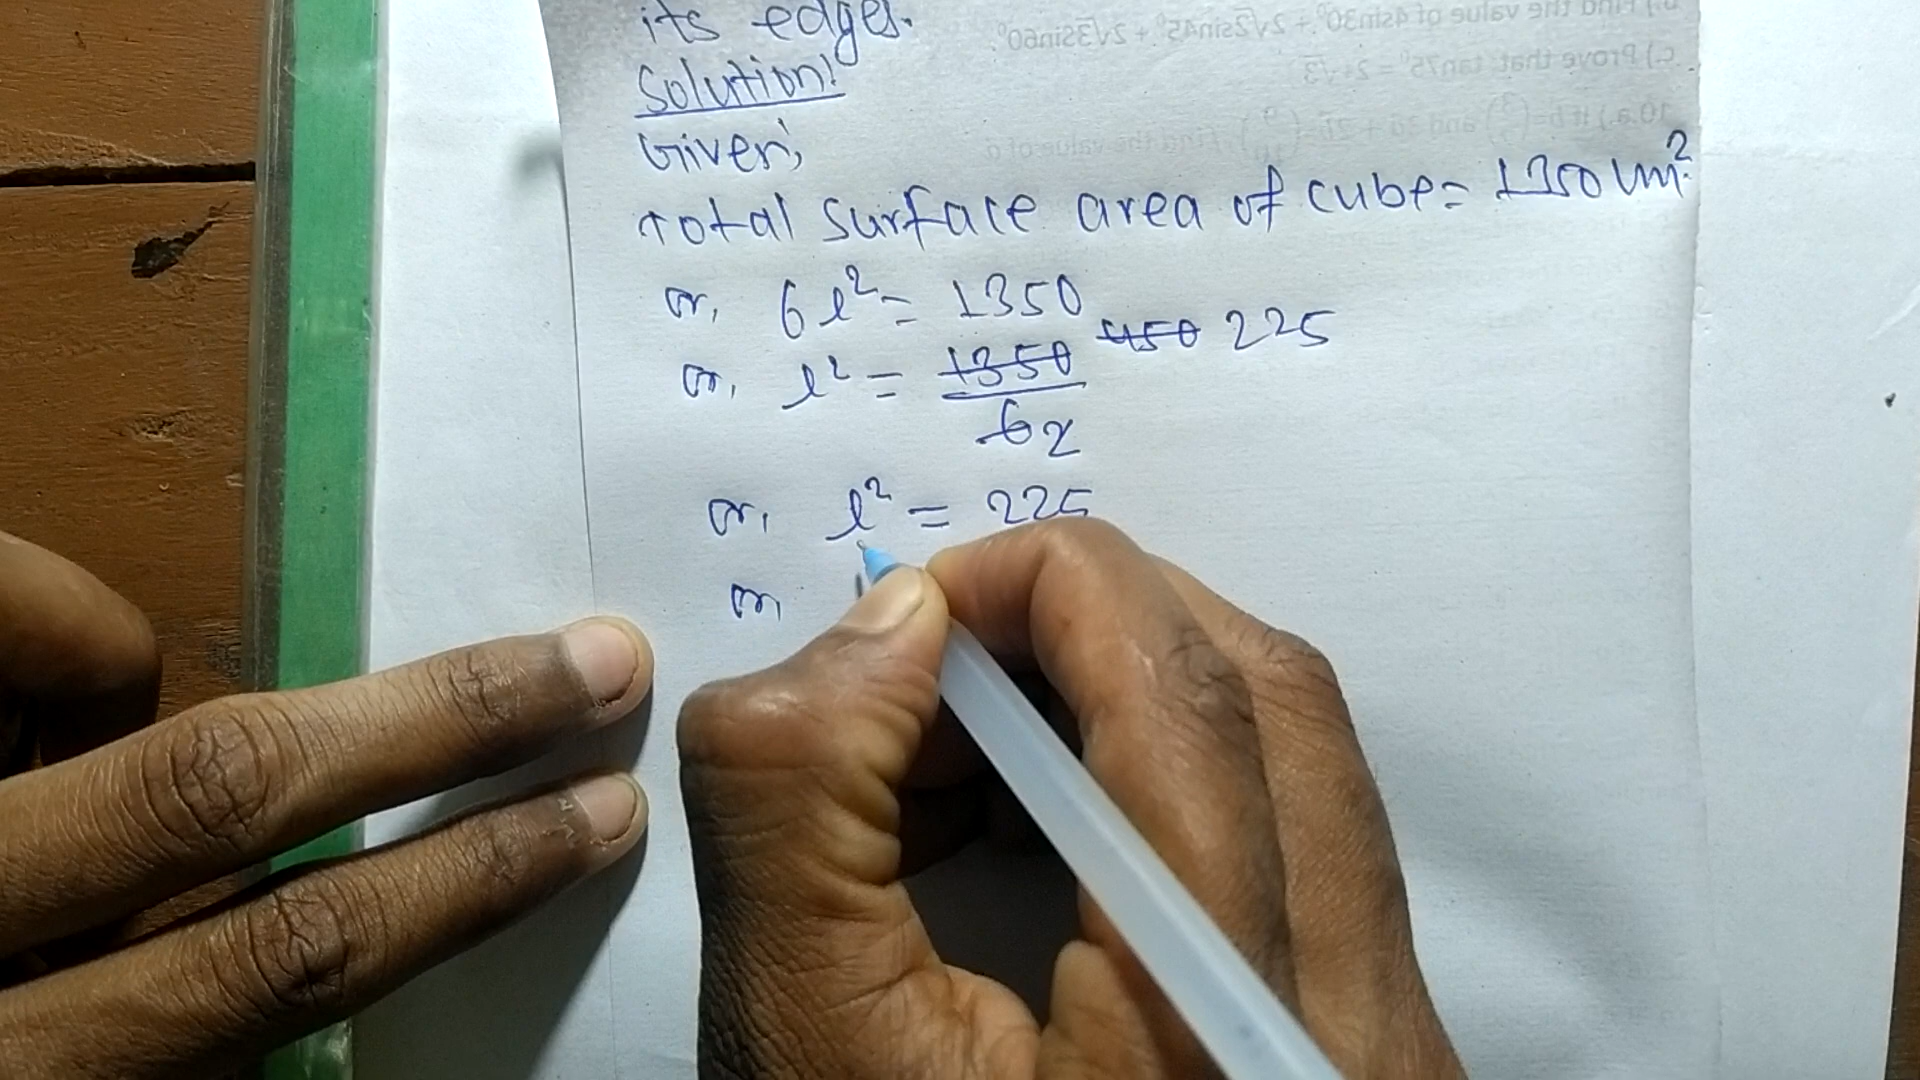 its edges.
Solution:
Given,
Total surface area of cube = 1350 cm².
or, 6l² = 1350
or, l² = 1350 450 225
6 2
or, l² = 225
or,